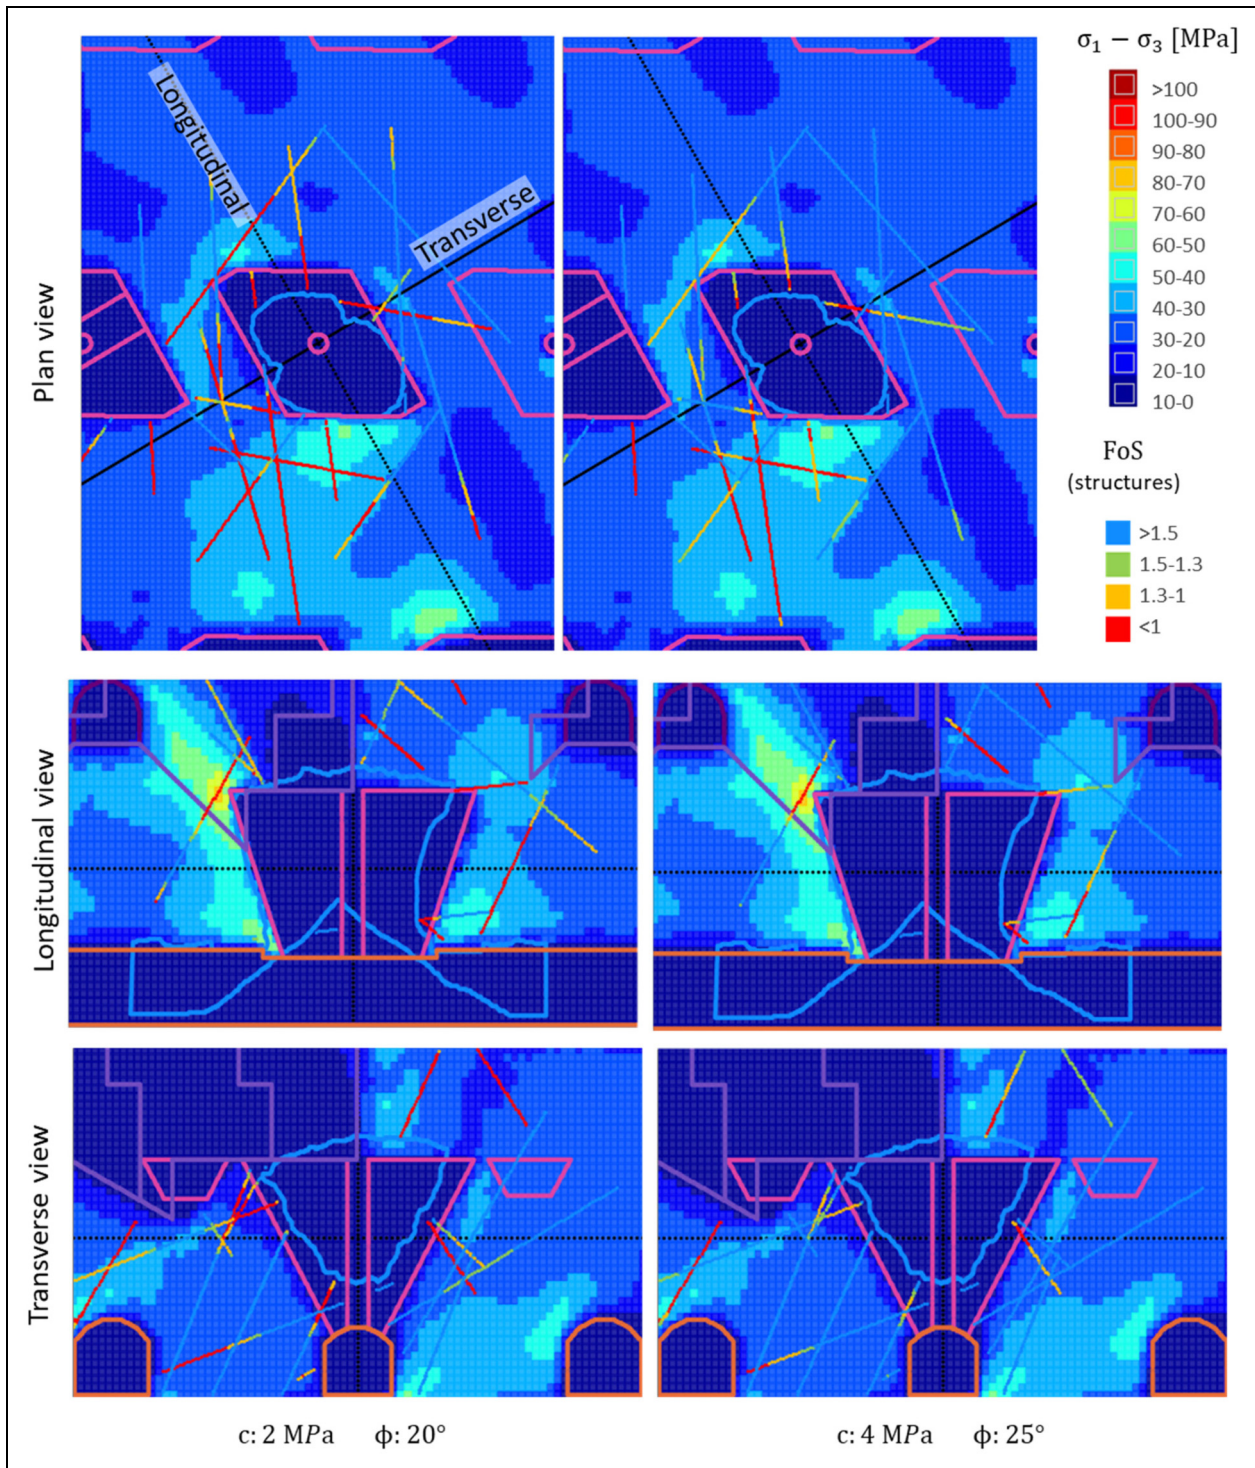 σ₁ − σ₃ [MPa]
>100
100-90
90-80
80-70
70-60
60-50
50-40
40-30
30-20
20-10
10-0
FoS
(structures)
>1.5
1.5-1.3
1.3-1
<1
Plan view
Longitudinal
Transverse
Longitudinal view
Transverse view
c: 2 MPa ϕ: 20°
c: 4 MPa ϕ: 25°